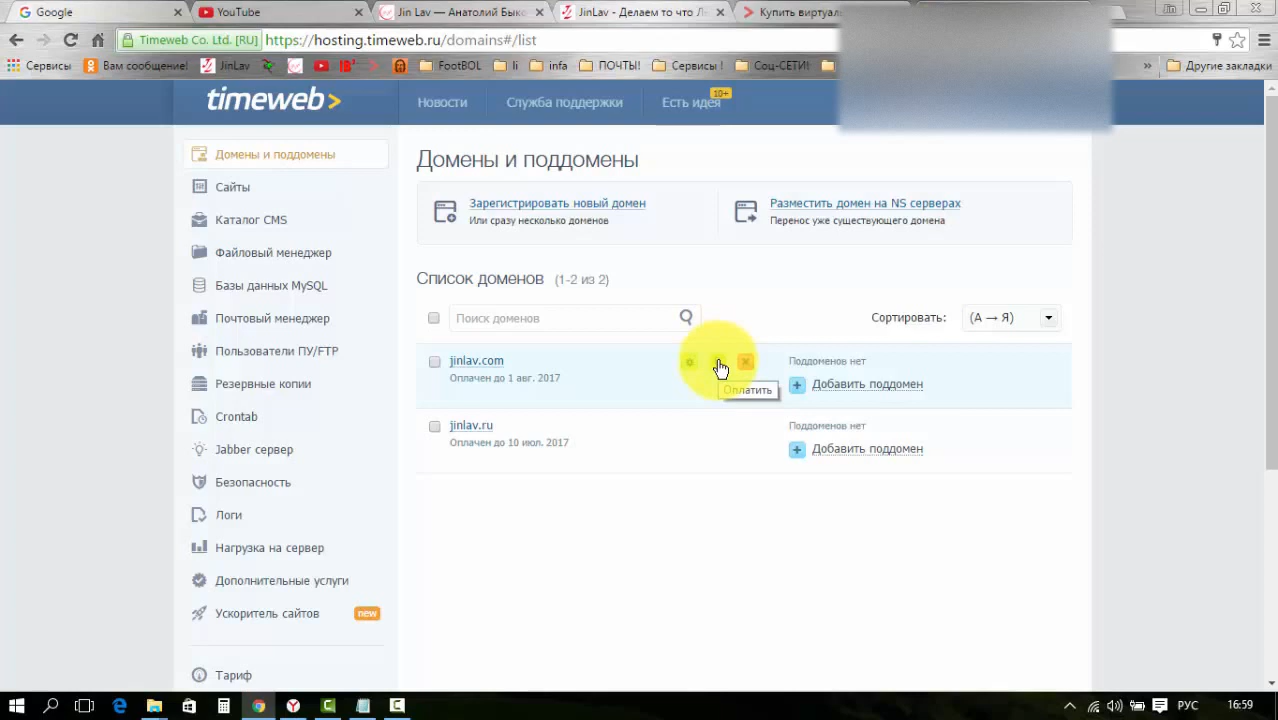 Google
YouTube
Jin Lav — Анатолий Быко
JinLav - Делаем то что Ле
Купить виртуаль
Timeweb Co. Ltd. [RU]
https://hosting.timeweb.ru/domains#/list
Сервисы
Вам сообщение!
JinLav
FootBOL
li
infa
ПОЧТЫ!
Сервисы !
Соц-СЕТИ!
»
Другие закладки
timeweb>
Новости
Служба поддержки
Есть идея
10+
Домены и поддомены
Сайты
Каталог CMS
Файловый менеджер
Базы данных MySQL
Почтовый менеджер
Пользователи ПУ/FTP
Резервные копии
Crontab
Jabber сервер
Безопасность
Логи
Нагрузка на сервер
Дополнительные услуги
Ускоритель сайтов
new
Тариф
Домены и поддомены
Зарегистрировать новый домен
Или сразу несколько доменов
Разместить домен на NS серверах
Перенос уже существующего домена
Список доменов (1-2 из 2)
Поиск доменов
Сортировать:
(А → Я)
jinlav.com
Оплачен до 1 авг. 2017
Оплатить
Поддоменов нет
Добавить поддомен
jinlav.ru
Оплачен до 10 июл. 2017
Поддоменов нет
Добавить поддомен
РУС
16:59